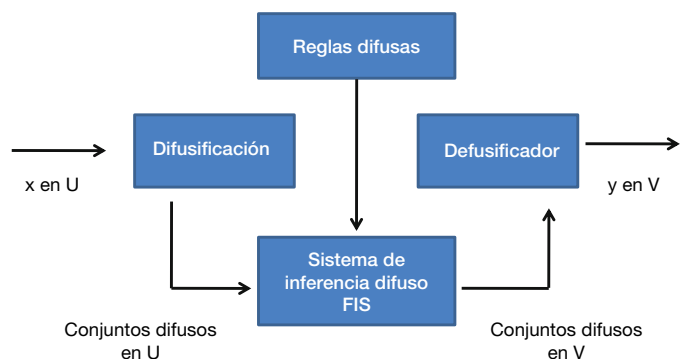 Reglas difusas
Difusificación
Defusificador
x en U
y en V
Sistema de
inferencia difuso
FIS
Conjuntos difusos
en U
Conjuntos difusos
en V